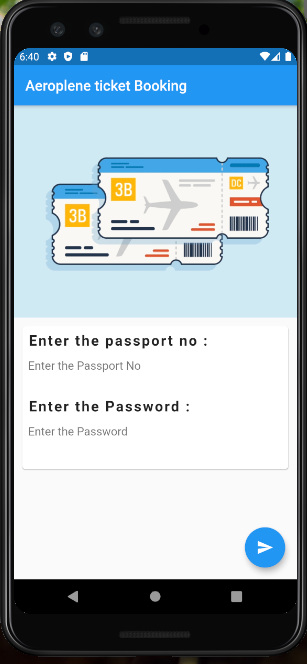 6:40
Aeroplene ticket Booking
3B
DC
3B
Enter the passport no :
Enter the Passport No
Enter the Password :
Enter the Password